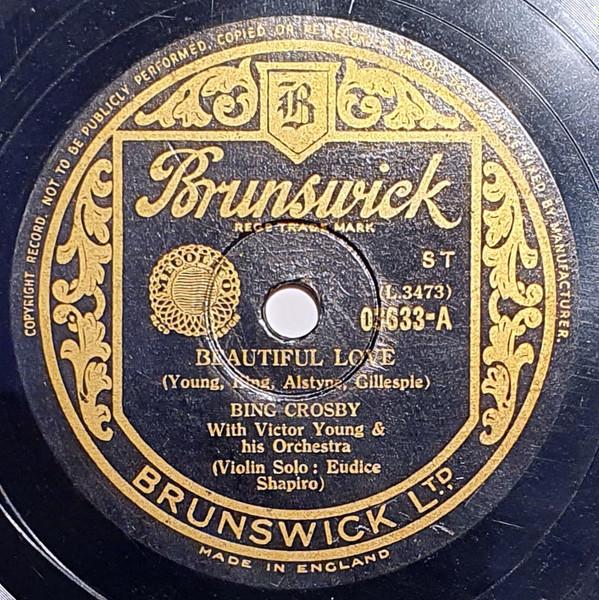 COPYRIGHT RECORD, NOT TO BE PUBLICLY PERFORMED, COPIED OR RE-RECORDED BY MANUFACTURER.
B
Brunswick
REGD TRADE MARK
ST
(L.3473)
633-A
BEAUTIFUL LOVE
(Young, King, Alstyne, Gillespie)
BING CROSBY
With Victor Young &
his Orchestra
(Violin Solo: Eudice
Shapiro)
BRUNSWICK LTD.
MADE IN ENGLAND